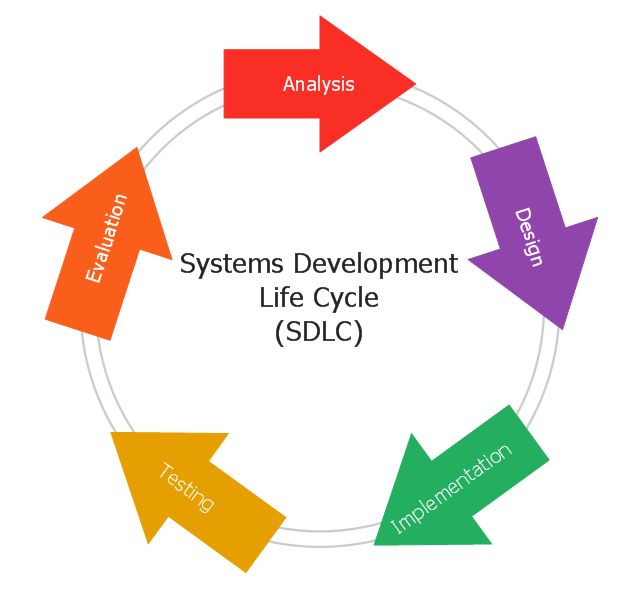 Analysis
Design
Evaluation
Systems Development
Life Cycle
(SDLC)
Implementation
Testing